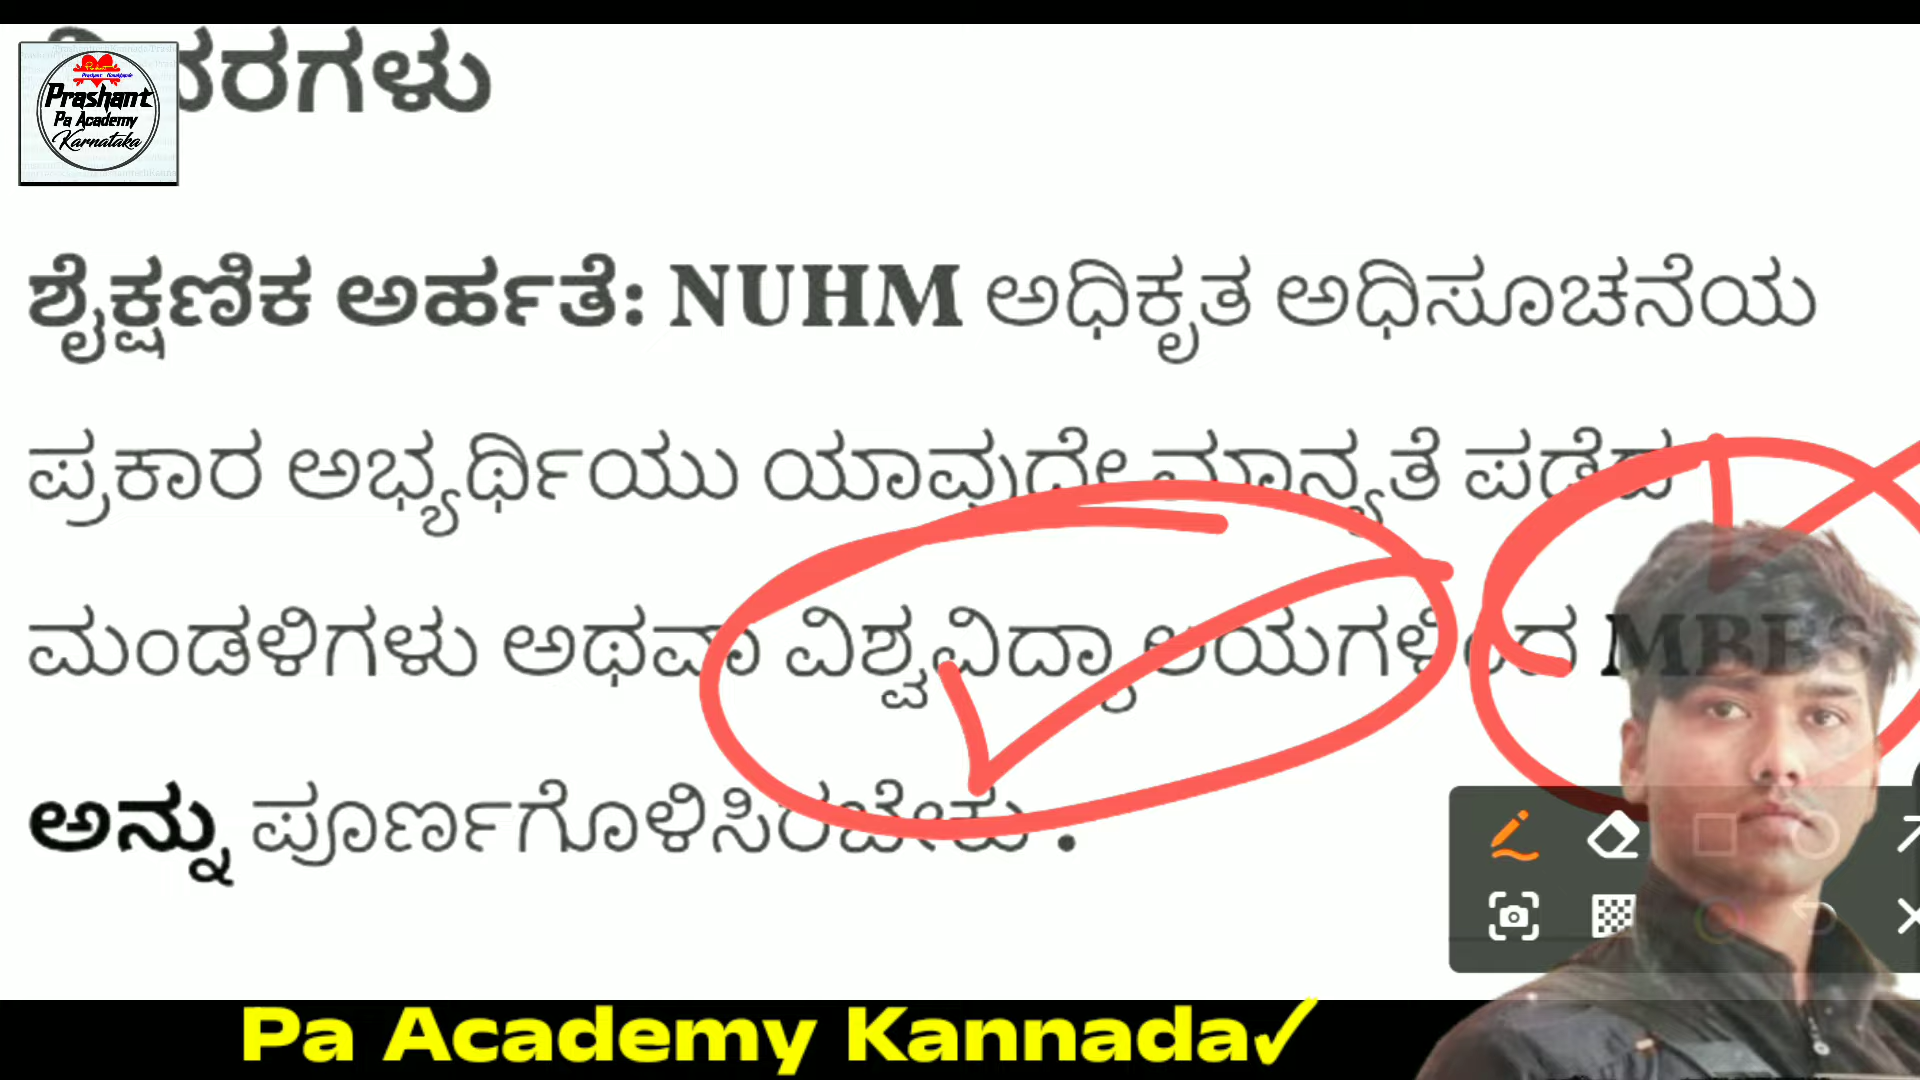 Prashant
Pa Academy
Karnataka
ಶೈಕ್ಷಣಿಕ ಅರ್ಹತೆ: NUHM ಅಧಿಕೃತ ಅಧಿಸೂಚನೆಯ
ಪ್ರಕಾರ ಅಭ್ಯರ್ಥಿಯು ಯಾವುದೇ ಮಾನ್ಯತೆ ಪಡೆದ
ಮಂಡಳಿಗಳು ಅಥವಾ ವಿಶ್ವವಿದ್ಯಾಲಯಗಳಿಂದ MBBS
ಅನ್ನು ಪೂರ್ಣಗೊಳಿಸಿರಬೇಕು .
Pa Academy Kannada✓